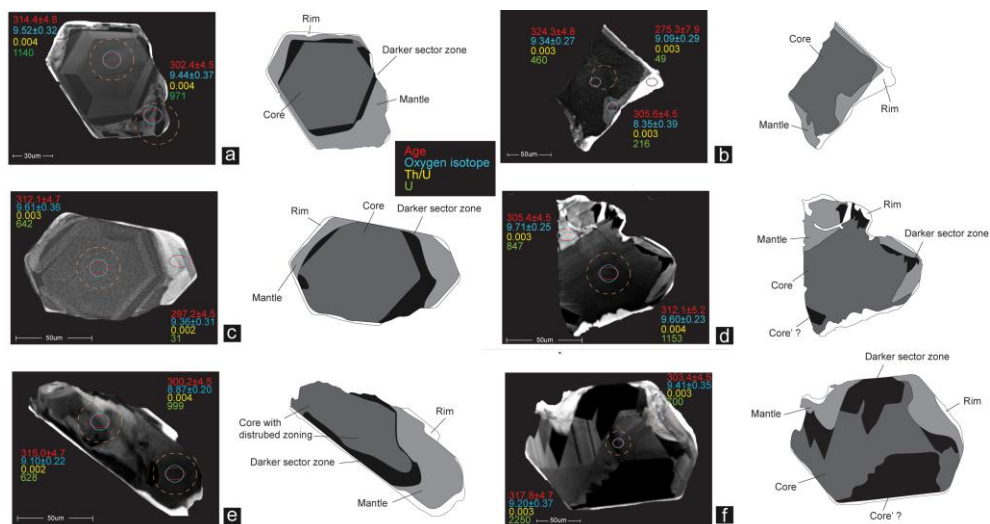 314.4±4.8
9.52±0.32
0.004
1140
302.4±4.5
9.44±0.37
0.004
971
30um
a
Rim
Darker sector zone
Core
Mantle
324.3±4.8
9.34±0.27
0.003
460
275.3±7.9
9.09±0.29
0.003
49
305.6±4.5
8.35±0.39
0.003
216
50um
b
Core
Rim
Mantle
Age
Oxygen isotope
Th/U
U
312.1±4.7
9.61±0.36
0.003
642
297.2±4.5
9.36±0.31
0.002
31
50um
c
Rim
Core
Darker sector zone
Mantle
305.4±4.5
9.71±0.25
0.003
847
312.1±5.2
9.60±0.23
0.004
1153
50um
d
Rim
Mantle
Darker sector zone
Core
Core' ?
300.2±4.5
8.87±0.20
0.004
999
315.0±4.7
9.10±0.22
0.002
628
50um
e
Core with
distrubed zoning
Rim
Darker sector zone
Mantle
303.4±4.5
9.41±0.35
0.003
317.8±4.7
9.20±0.37
0.003
2250
50um
f
Darker sector zone
Mantle
Rim
Core
Core' ?